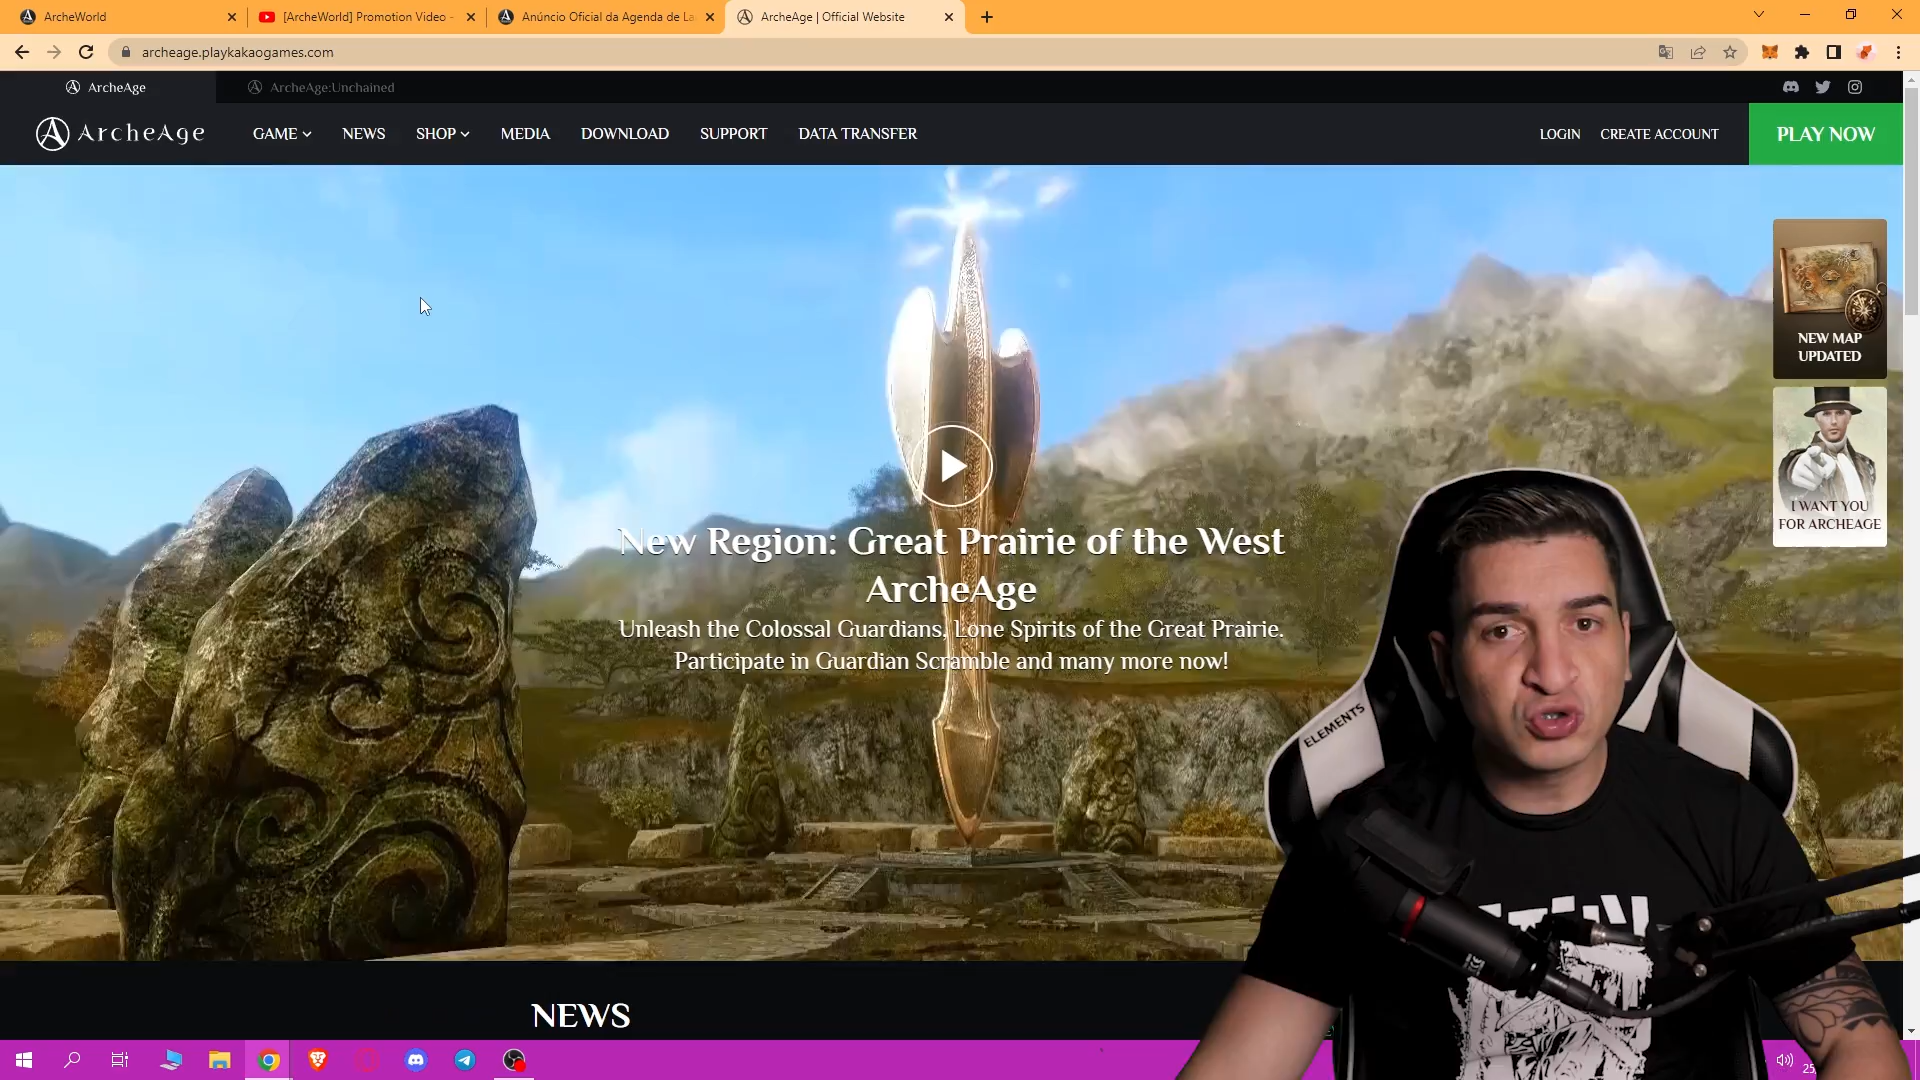 ArcheWorld
[ArcheWorld] Promotion Video -
Anúncio Oficial da Agenda de La
ArcheAge | Official Website
archeage.playkakaogames.com
ArcheAge
ArcheAge:Unchained
ArcheAge
GAME
NEWS
SHOP
MEDIA
DOWNLOAD
SUPPORT
DATA TRANSFER
LOGIN
CREATE ACCOUNT
PLAY NOW
NEW MAP
UPDATED
I WANT YOU
FOR ARCHEAGE
New Region: Great Prairie of the West
ArcheAge
Unleash the Colossal Guardians, Lone Spirits of the Great Prairie.
Participate in Guardian Scramble and many more now!
ELEMENTS
NEWS